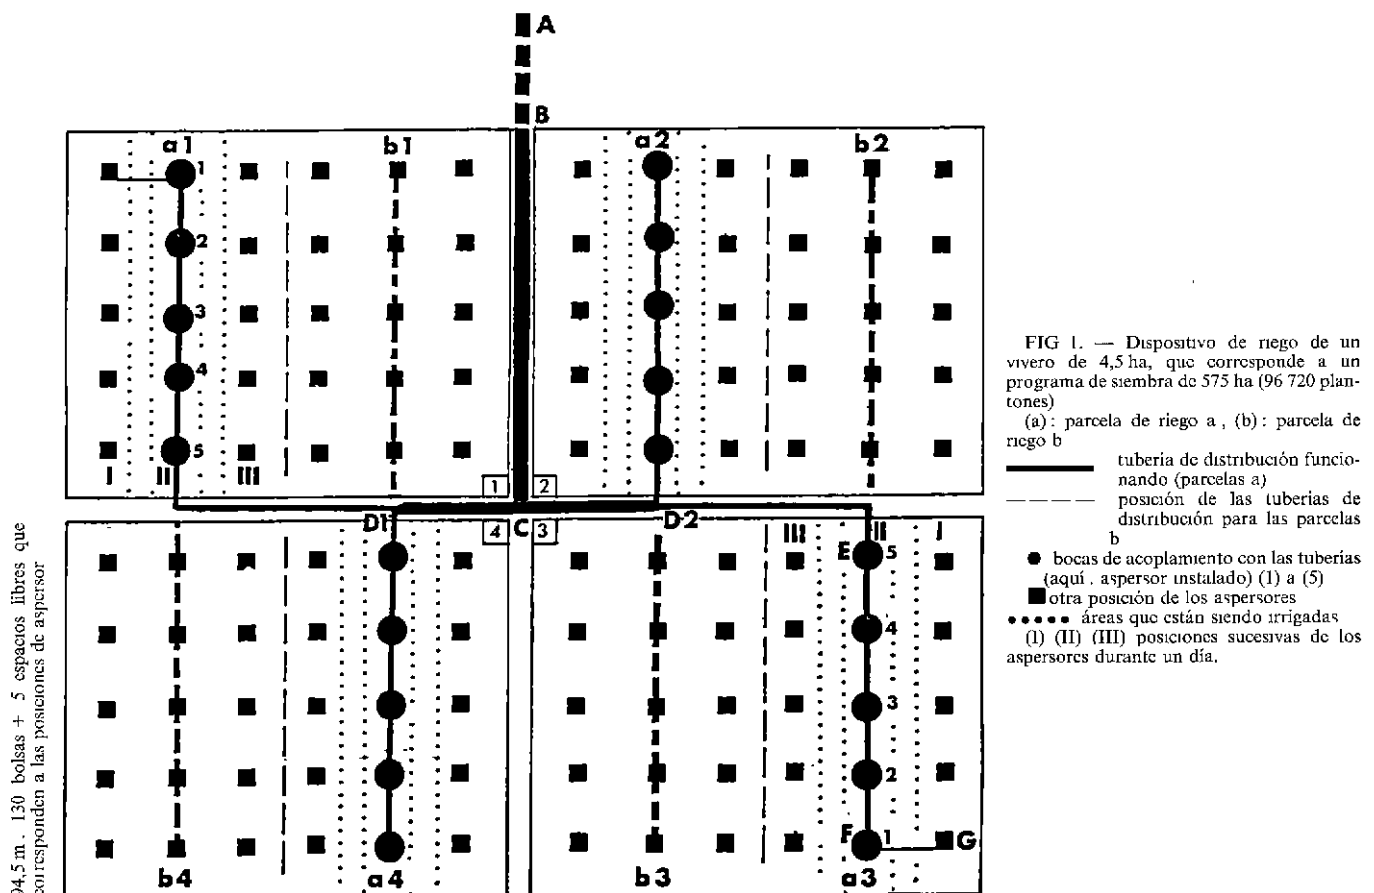 A
B
a1
b1
a2
b2
1
2
3
4
5
I
II
III
1
2
D1
4
C
3
D2
III
II
I
E
5
4
3
2
F
1
G
b4
a4
b3
a3
94,5 m . 130 bolsas + 5 espacios libres que
corresponden a las posiciones de aspersor
FIG 1. — Dispositivo de riego de un
vivero de 4,5 ha, que corresponde a un
programa de siembra de 575 ha (96 720 plan-
tones)
(a) : parcela de riego a , (b) : parcela de
riego b
tubería de distribución funcio-
nando (parcelas a)
posición de las tuberías de
distribución para las parcelas
b
bocas de acoplamiento con las tuberías
(aquí . aspersor instalado) (1) a (5)
otra posición de los aspersores
áreas que están siendo irrigadas
(I) (II) (III) posiciones sucesivas de los
aspersores durante un día.